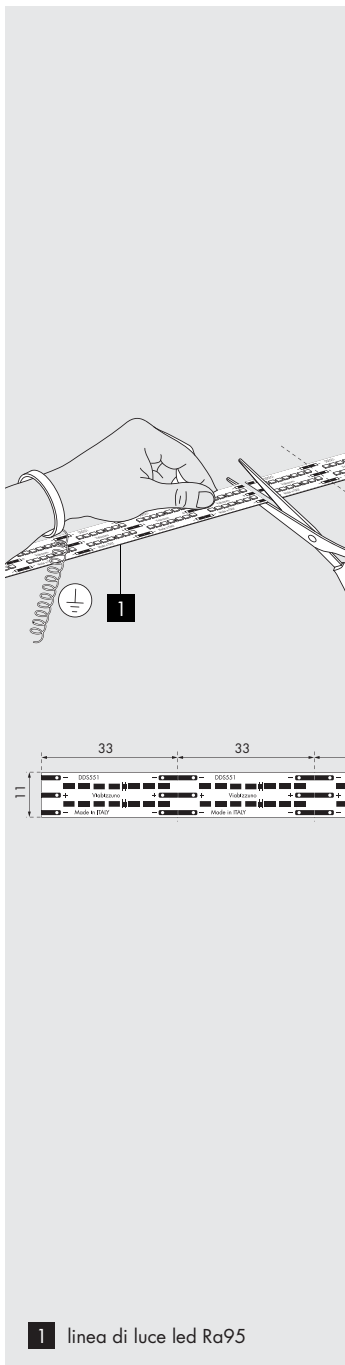 1
33 33
11
− DDS551 − − DDS551 − −
+ Viabizzuno + + Viabizzuno + +
− Made in ITALY − − Made in ITALY − −
1 linea di luce led Ra95